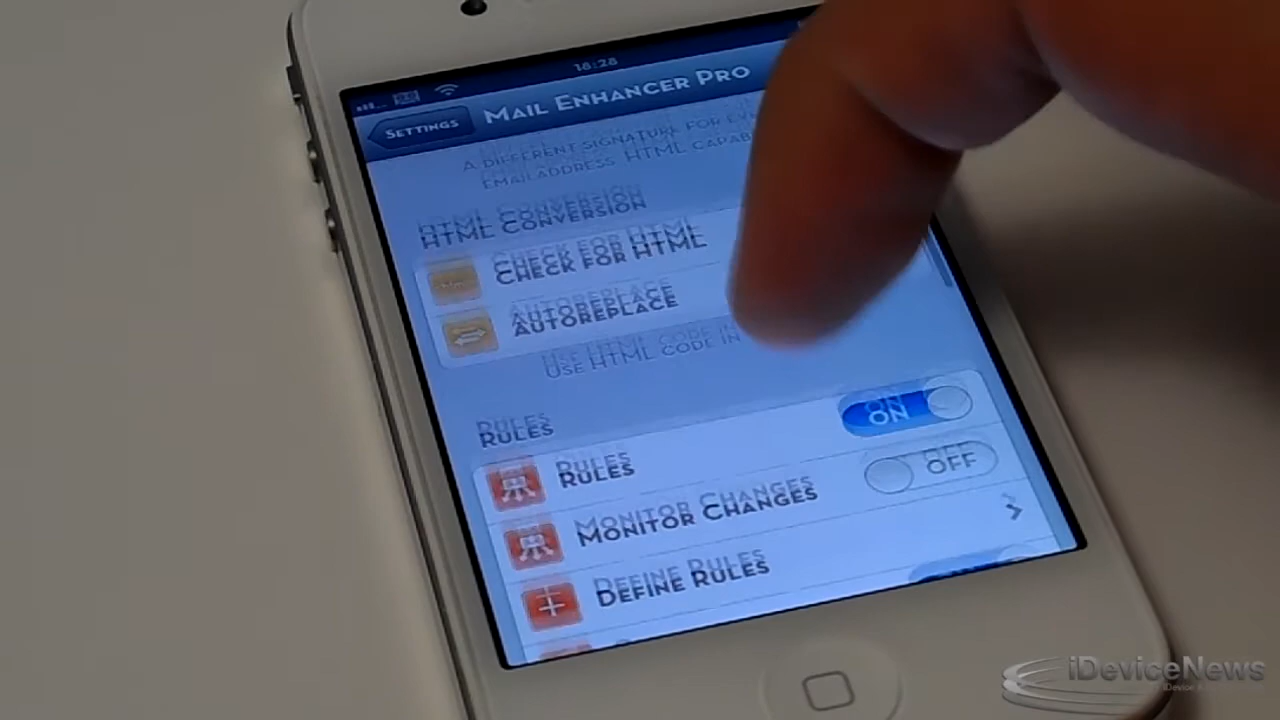 18:28
SETTINGS
MAIL ENHANCER PRO
A DIFFERENT SIGNATURE FOR
EMAILADDRESS. HTML
HTML CONVERSION
CHECK FOR HTML
AUTOREPLACE
USE HTML CODE IN
RULES
ON
RULES
OFF
MONITOR CHANGES
DEFINE RULES
iDeviceNews